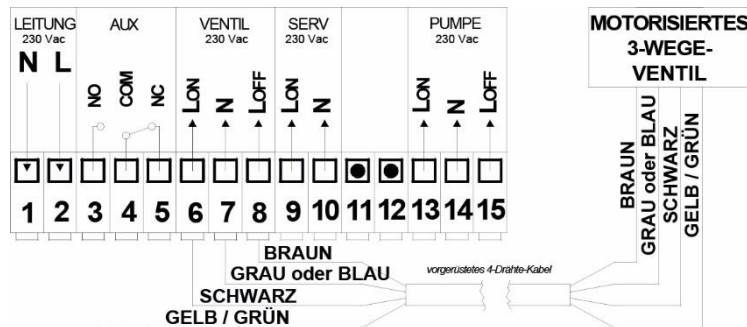 LEITUNG
230 Vac
N L
AUX
NO COM NC
VENTIL
230 Vac
LON N LOFF
SERV
230 Vac
LON N
PUMPE
230 Vac
LON N LOFF
1 2 3 4 5 6 7 8 9 10 11 12 13 14 15
BRAUN
GRAU oder BLAU
SCHWARZ
GELB / GRÜN
vorgerüstetes 4-Drähte-Kabel
MOTORISIERTES
3-WEGE-
VENTIL
BRAUN
GRAU oder BLAU
SCHWARZ
GELB / GRÜN